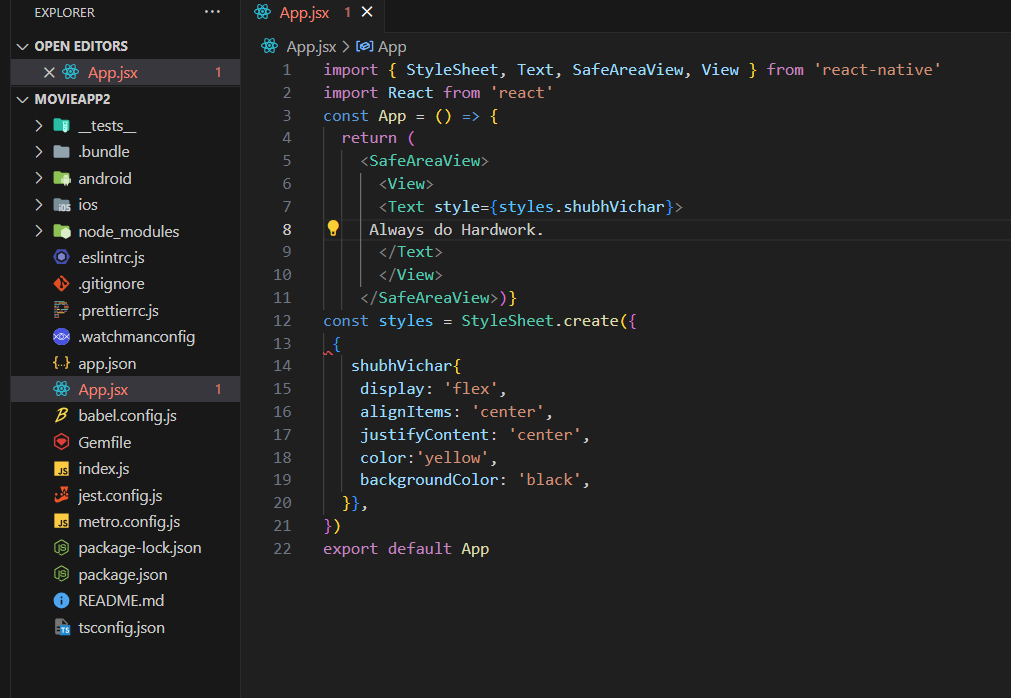 EXPLORER ...
OPEN EDITORS
App.jsx 1
MOVIEAPP2
__tests__
.bundle
android
ios
node_modules
.eslintrc.js
.gitignore
.prettierrc.js
.watchmanconfig
app.json
App.jsx 1
babel.config.js
Gemfile
index.js
jest.config.js
metro.config.js
package-lock.json
package.json
README.md
tsconfig.json
App.jsx 1
App.jsx > App
1 import { StyleSheet, Text, SafeAreaView, View } from 'react-native'
2 import React from 'react'
3 const App = () => {
4   return (
5     <SafeAreaView>
6       <View>
7       <Text style={styles.shubhVichar}>
8      Always do Hardwork.
9       </Text>
10       </View>
11     </SafeAreaView>)}
12 const styles = StyleSheet.create({
13  {
14    shubhVichar{
15     display: 'flex',
16     alignItems: 'center',
17     justifyContent: 'center',
18     color:'yellow',
19     backgroundColor: 'black',
20   }},
21 })
22 export default App